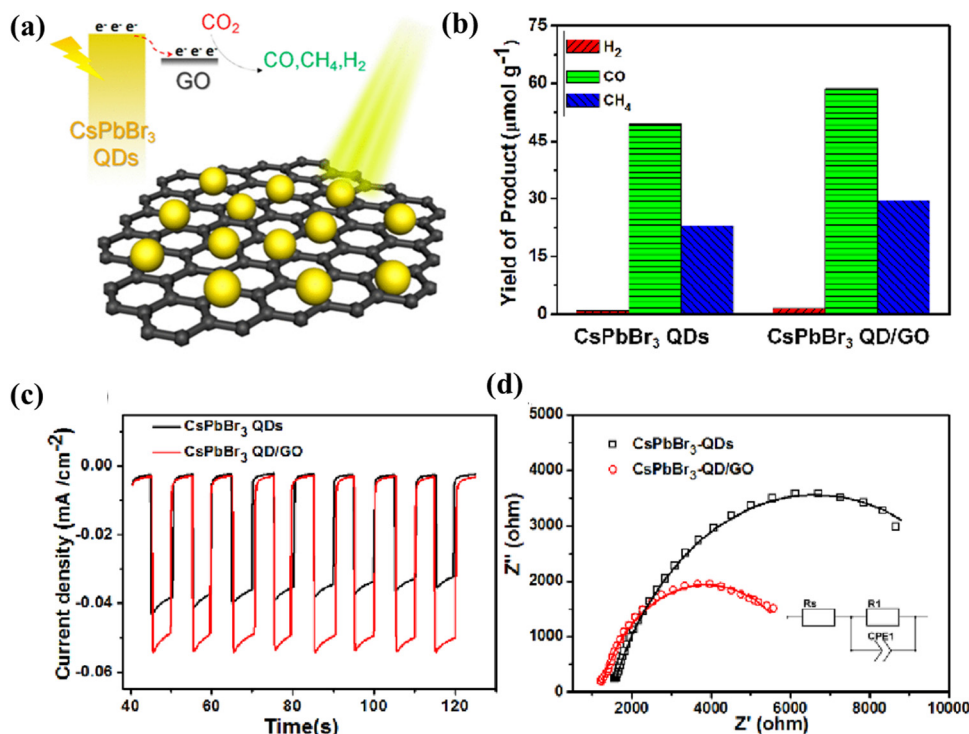 (a)
e⁻ e⁻ e⁻
CO₂
e⁻ e⁻ e⁻
GO
CO,CH₄,H₂
CsPbBr₃
QDs
(b)
Yield of Product (μmol g⁻¹)
75
60
45
30
15
0
H₂
CO
CH₄
CsPbBr₃ QDs
CsPbBr₃ QD/GO
(c)
CsPbBr₃ QDs
CsPbBr₃ QD/GO
Current density (mA /cm⁻²)
0.00
-0.02
-0.04
-0.06
40 60 80 100 120
Time(s)
(d)
Z'' (ohm)
5000
4000
3000
2000
1000
0
CsPbBr₃-QDs
CsPbBr₃-QD/GO
Rs
R1
CPE1
2000 4000 6000 8000 10000
Z' (ohm)